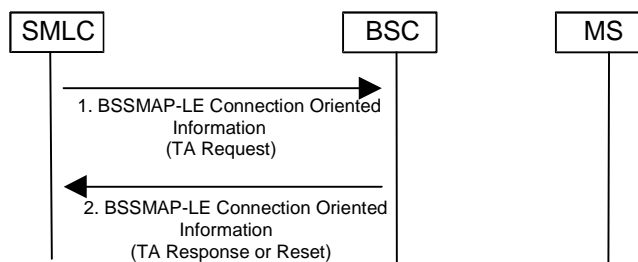 SMLC
BSC
MS
1. BSSMAP-LE Connection Oriented
Information
(TA Request)
2. BSSMAP-LE Connection Oriented
Information
(TA Response or Reset)